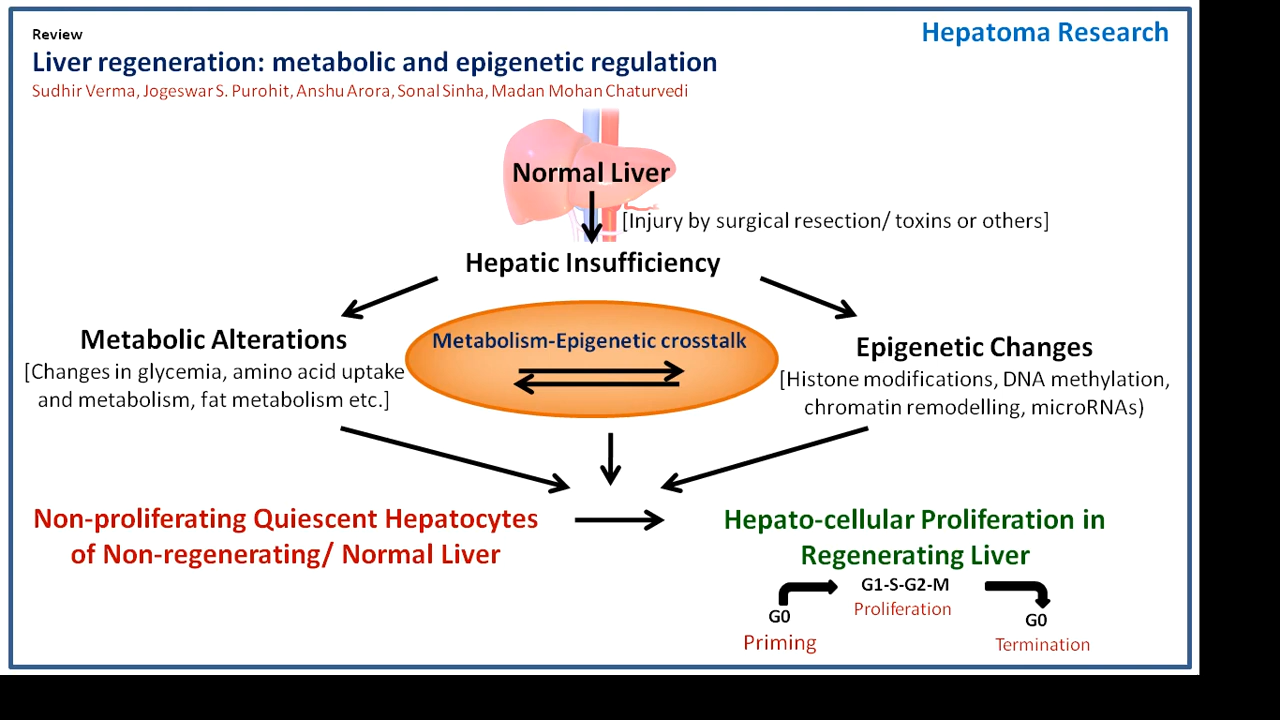 Review
Hepatoma Research
Liver regeneration: metabolic and epigenetic regulation
Sudhir Verma, Jogeswar S. Purohit, Anshu Arora, Sonal Sinha, Madan Mohan Chaturvedi
Normal Liver
[Injury by surgical resection/ toxins or others]
Hepatic Insufficiency
Metabolic Alterations
[Changes in glycemia, amino acid uptake
and metabolism, fat metabolism etc.]
Metabolism-Epigenetic crosstalk
Epigenetic Changes
[Histone modifications, DNA methylation,
chromatin remodelling, microRNAs)
Non-proliferating Quiescent Hepatocytes
of Non-regenerating/ Normal Liver
Hepato-cellular Proliferation in
Regenerating Liver
G1-S-G2-M
Proliferation
G0
Priming
G0
Termination